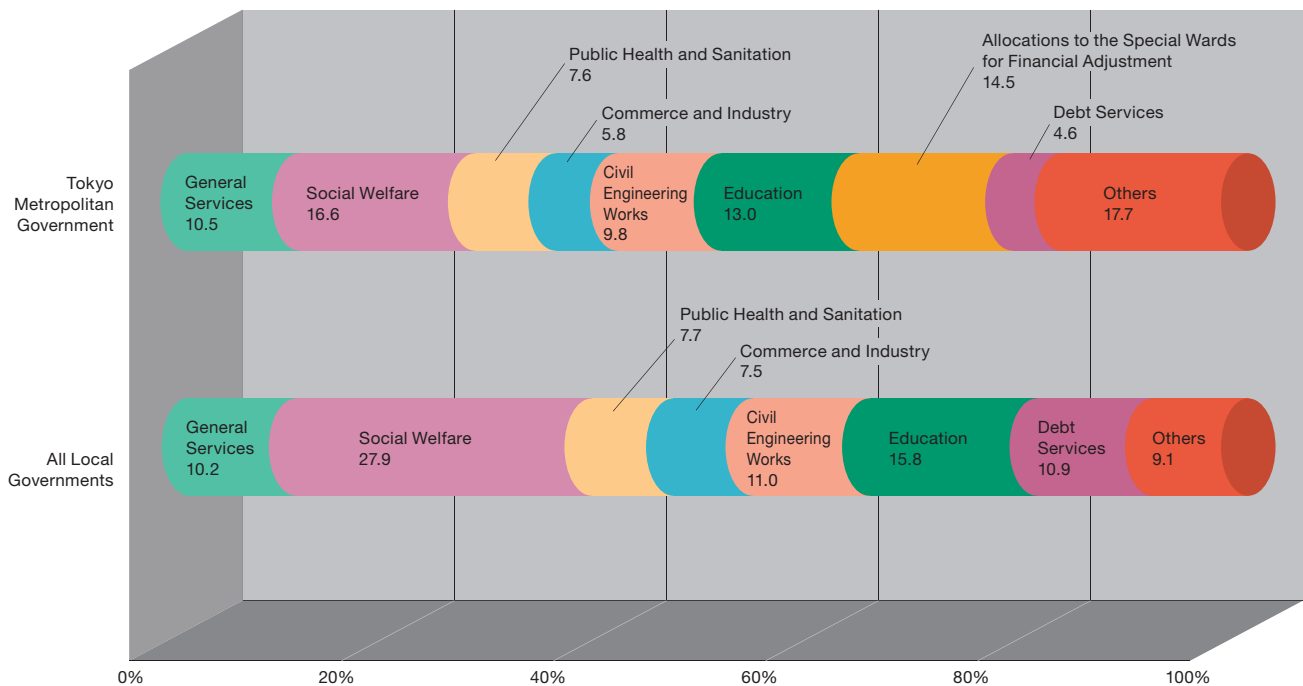 Tokyo
Metropolitan
Government
General
Services
10.5
Social Welfare
16.6
Public Health and Sanitation
7.6
Commerce and Industry
5.8
Civil
Engineering
Works
9.8
Education
13.0
Allocations to the Special Wards
for Financial Adjustment
14.5
Debt Services
4.6
Others
17.7
All Local
Governments
General
Services
10.2
Social Welfare
27.9
Public Health and Sanitation
7.7
Commerce and Industry
7.5
Civil
Engineering
Works
11.0
Education
15.8
Debt
Services
10.9
Others
9.1
0%
20%
40%
60%
80%
100%